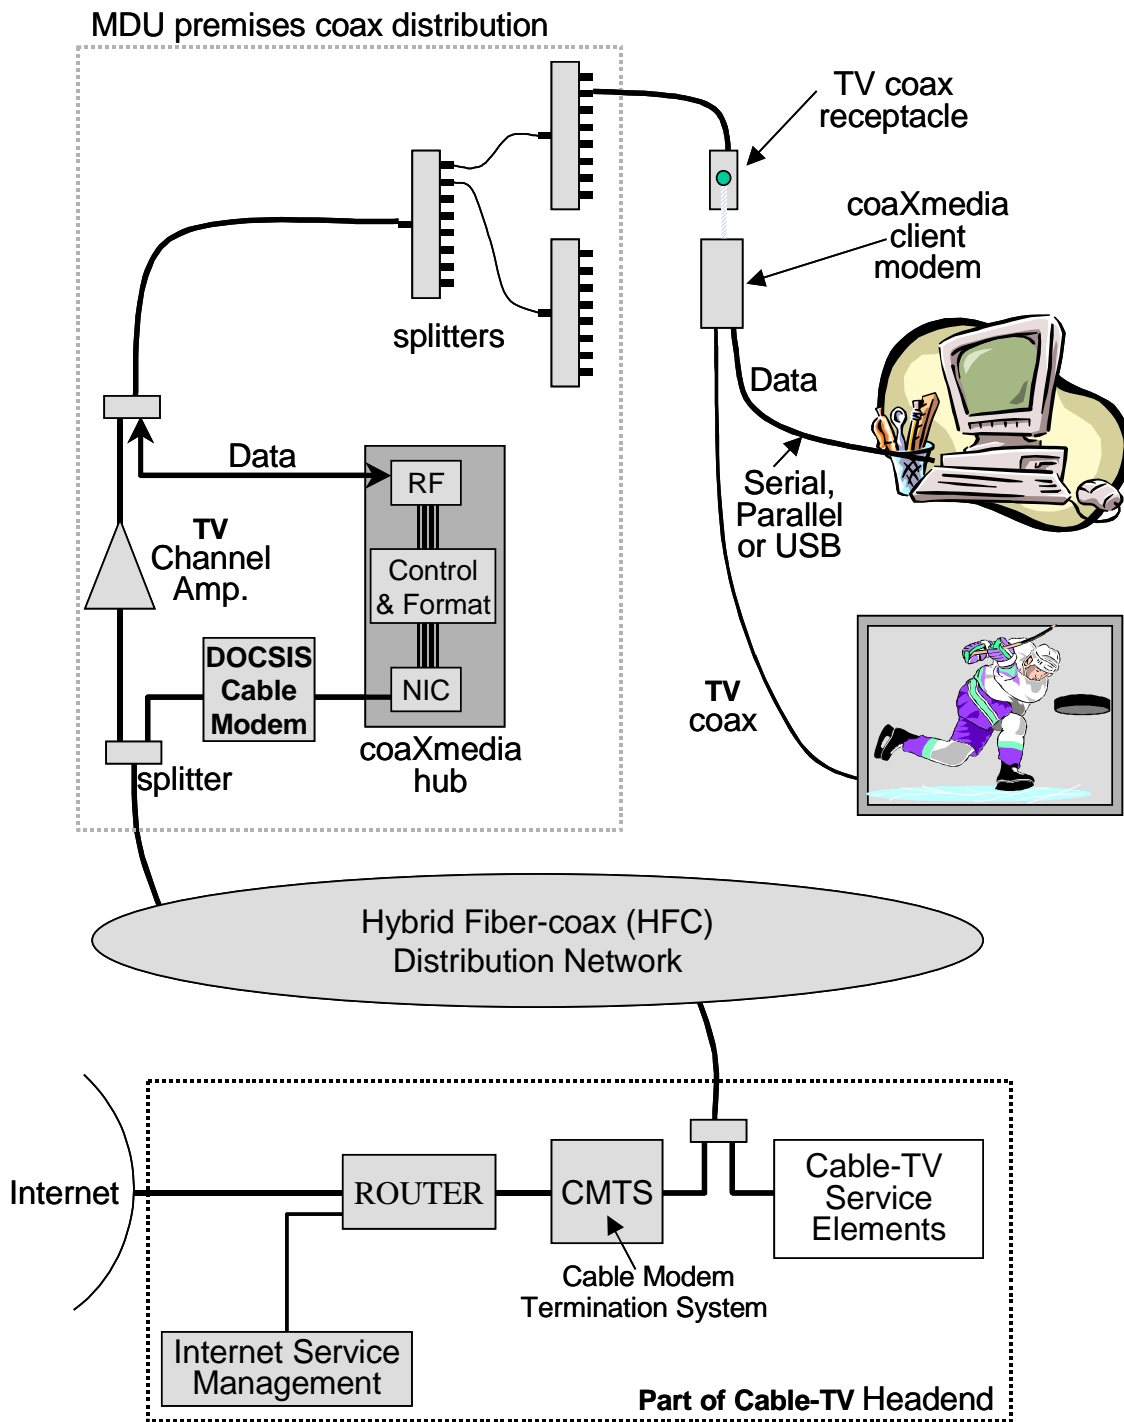 MDU premises coax distribution
TV coax
receptacle
coaXmedia
client
modem
splitters
Data
Data
RF
Serial,
Parallel
or USB
TV
Channel
Amp.
Control
& Format
DOCSIS
Cable
Modem
NIC
TV
coax
coaXmedia
hub
splitter
Hybrid Fiber-coax (HFC)
Distribution Network
Internet
ROUTER
CMTS
Cable-TV
Service
Elements
Cable Modem
Termination System
Internet Service
Management
Part of Cable-TV Headend